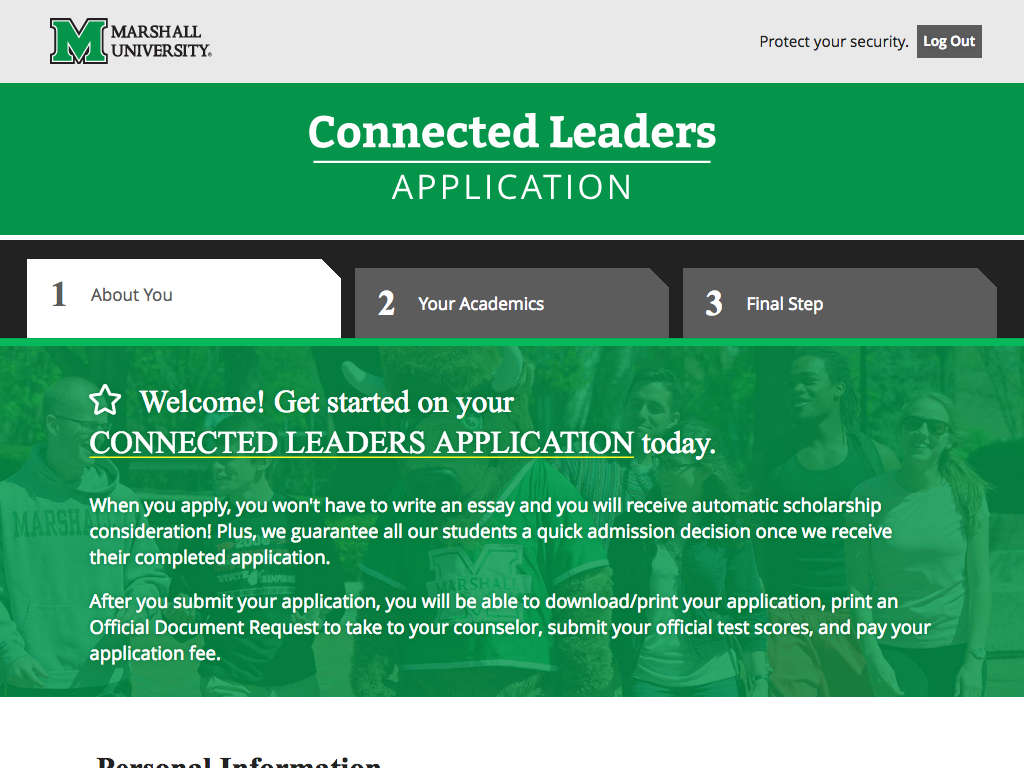 MARSHALL
UNIVERSITY®
Protect your security. Log Out
Connected Leaders
APPLICATION
1 About You
2 Your Academics
3 Final Step
Welcome! Get started on your
CONNECTED LEADERS APPLICATION today.
When you apply, you won't have to write an essay and you will receive automatic scholarship
consideration! Plus, we guarantee all our students a quick admission decision once we receive
their completed application.
After you submit your application, you will be able to download/print your application, print an
Official Document Request to take to your counselor, submit your official test scores, and pay your
application fee.
MARSHALL
Personal Information